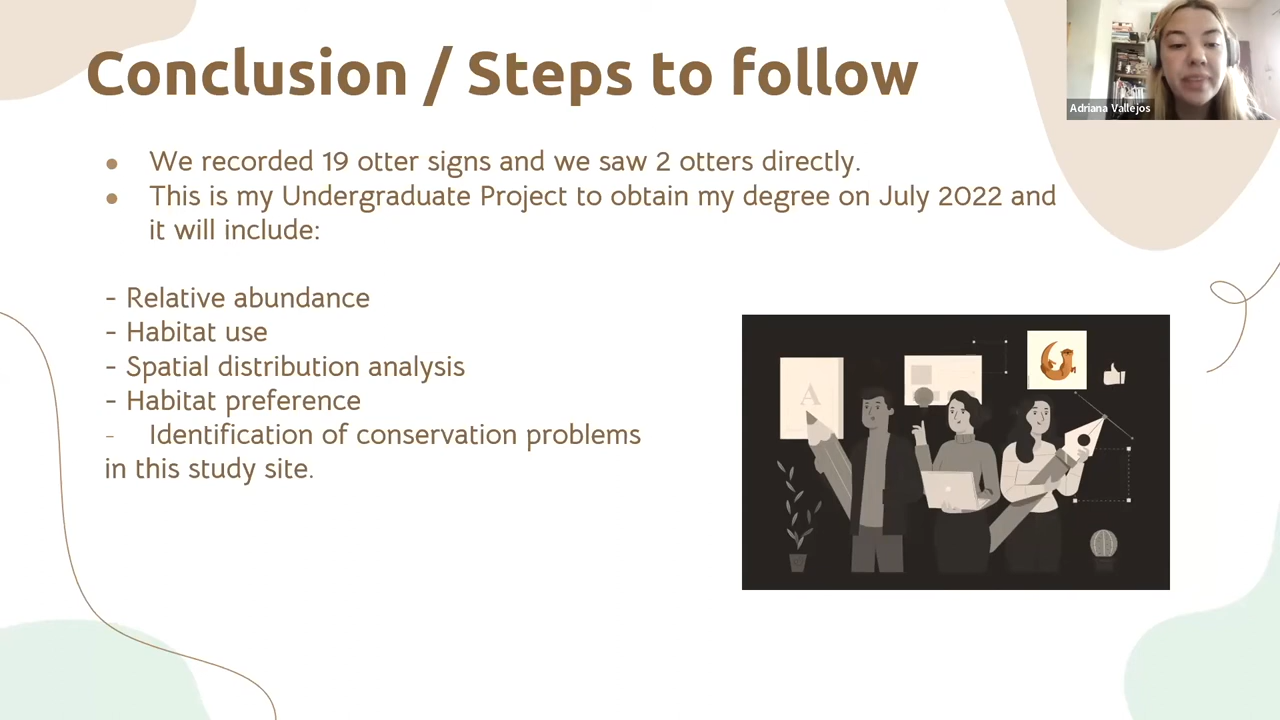 Conclusion / Steps to follow
Adriana Vallejos
● We recorded 19 otter signs and we saw 2 otters directly.
● This is my Undergraduate Project to obtain my degree on July 2022 and
it will include:
- Relative abundance
- Habitat use
- Spatial distribution analysis
- Habitat preference
- Identification of conservation problems
in this study site.
A